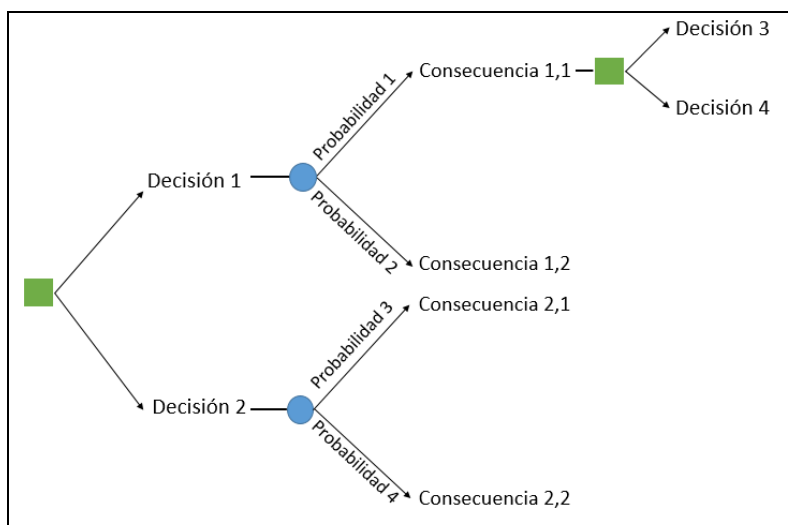 Decisión 3
Probabilidad 1
Consecuencia 1,1
Decisión 4
Decisión 1
Probabilidad 2
Consecuencia 1,2
Probabilidad 3
Consecuencia 2,1
Decisión 2
Probabilidad 4
Consecuencia 2,2